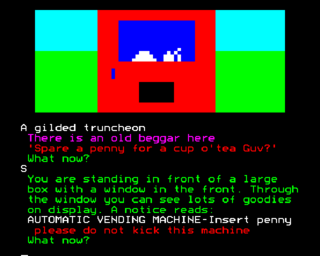 A gilded truncheon
There is an old beggar here
'Spare a penny for a cup o'tea Guv?'
What now?
S
You are standing in front of a large
box with a window in the front. Through
the window you can see lots of goodies
on display. A notice reads:
AUTOMATIC VENDING MACHINE-Insert penny
please do not kick this machine
What now?